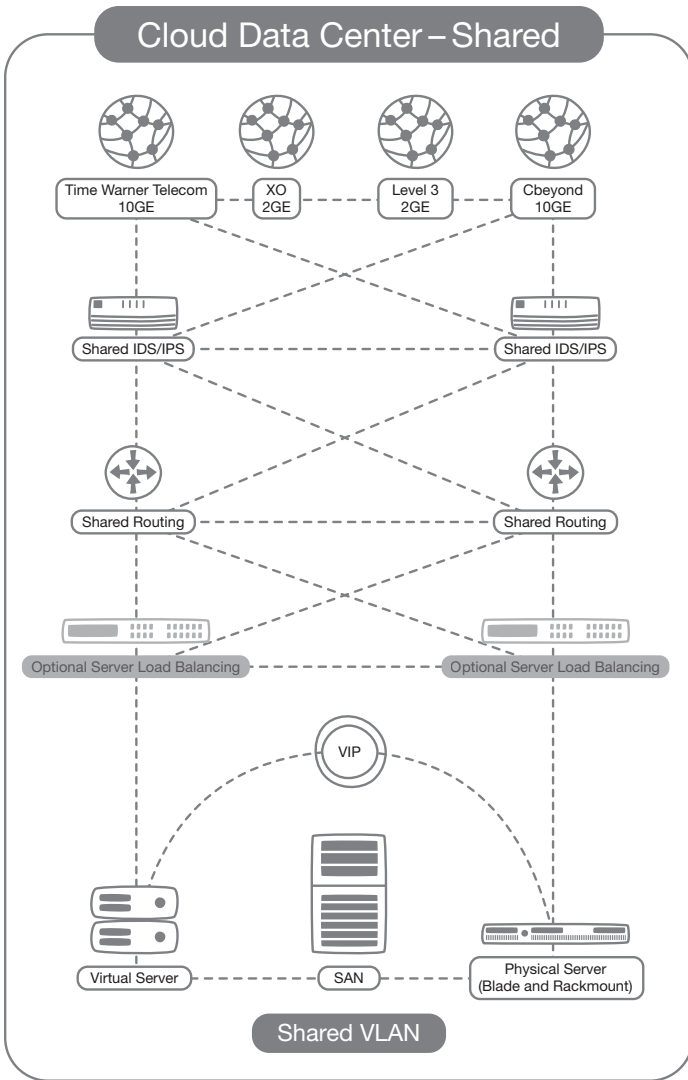 Cloud Data Center – Shared
Time Warner Telecom
10GE
XO
2GE
Level 3
2GE
Cbeyond
10GE
Shared IDS/IPS
Shared IDS/IPS
Shared Routing
Shared Routing
Optional Server Load Balancing
Optional Server Load Balancing
VIP
Virtual Server
SAN
Physical Server
(Blade and Rackmount)
Shared VLAN